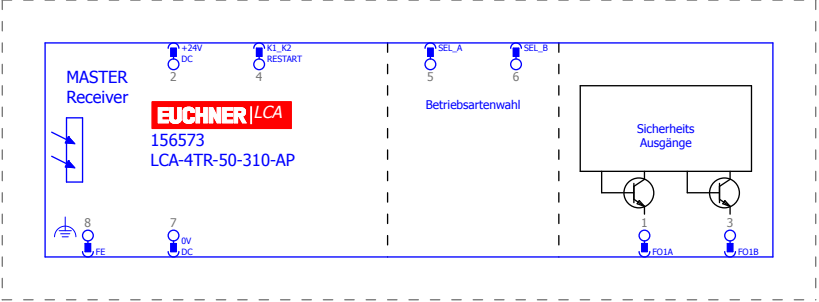 +24V
DC
2
K1_K2
RESTART
4
SEL_A
5
SEL_B
6
MASTER
Receiver
EUCHNER LCA
156573
LCA-4TR-50-310-AP
Betriebsartenwahl
Sicherheits
Ausgänge
8
FE
7
0V
DC
1
FO1A
3
FO1B